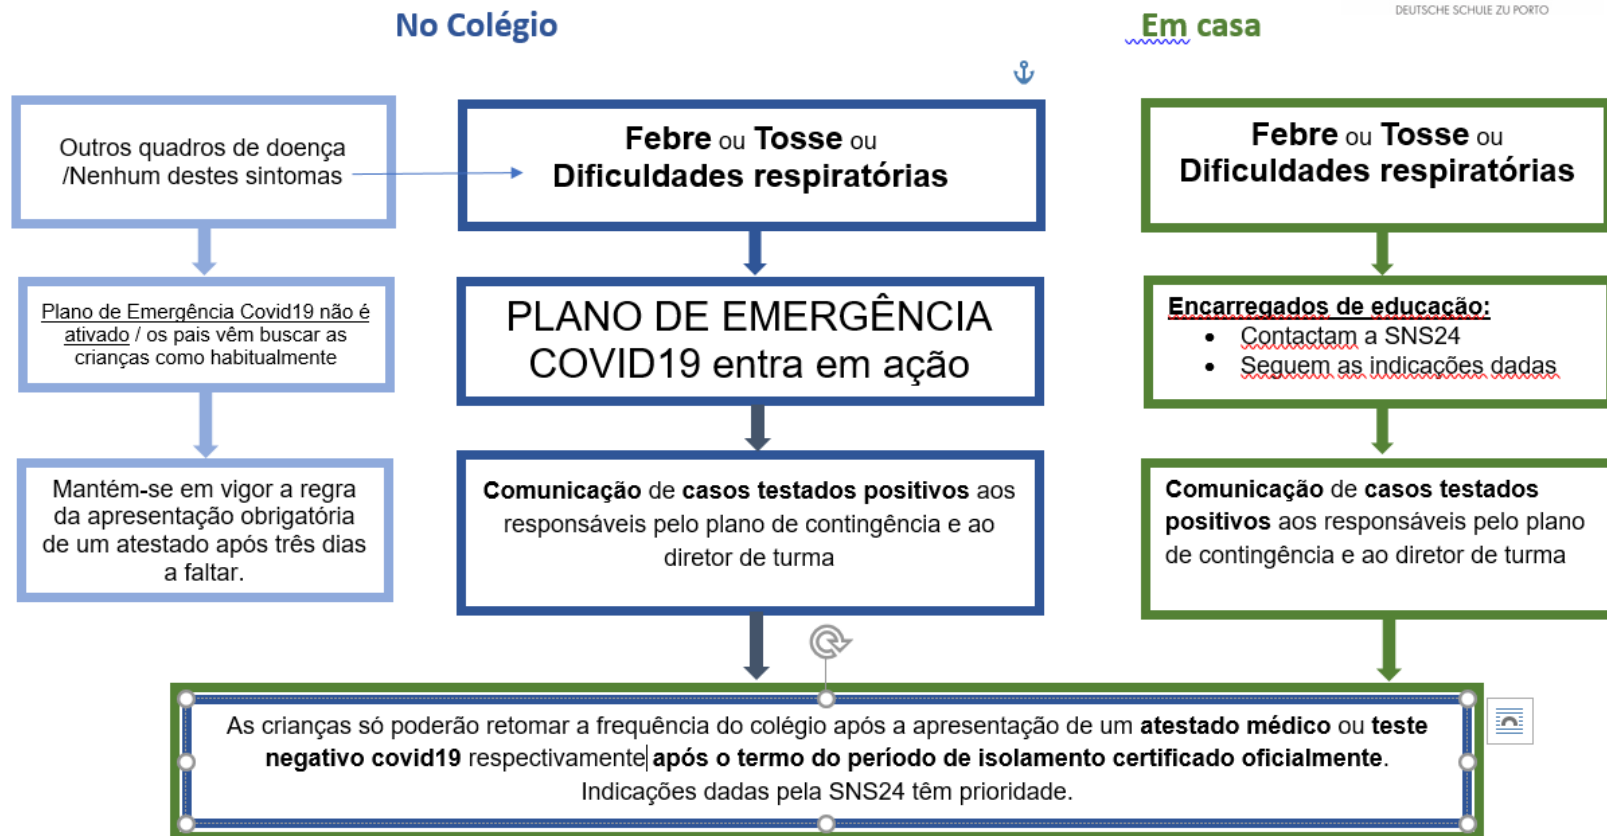 DEUTSCHE SCHULE ZU PORTO
No Colégio
Em casa
Outros quadros de doença
/Nenhum destes sintomas
Febre ou Tosse ou
Dificuldades respiratórias
Febre ou Tosse ou
Dificuldades respiratórias
Plano de Emergência Covid19 não é
ativado / os pais vêm buscar as
crianças como habitualmente
PLANO DE EMERGÊNCIA
COVID19 entra em ação
Encarregados de educação:
• Contactam a SNS24
• Seguem as indicações dadas
Mantém-se em vigor a regra
da apresentação obrigatória
de um atestado após três dias
a faltar.
Comunicação de casos testados positivos aos
responsáveis pelo plano de contingência e ao
diretor de turma
Comunicação de casos testados
positivos aos responsáveis pelo plano
de contingência e ao diretor de turma
As crianças só poderão retomar a frequência do colégio após a apresentação de um atestado médico ou teste
negativo covid19 respectivamente após o termo do período de isolamento certificado oficialmente.
Indicações dadas pela SNS24 têm prioridade.